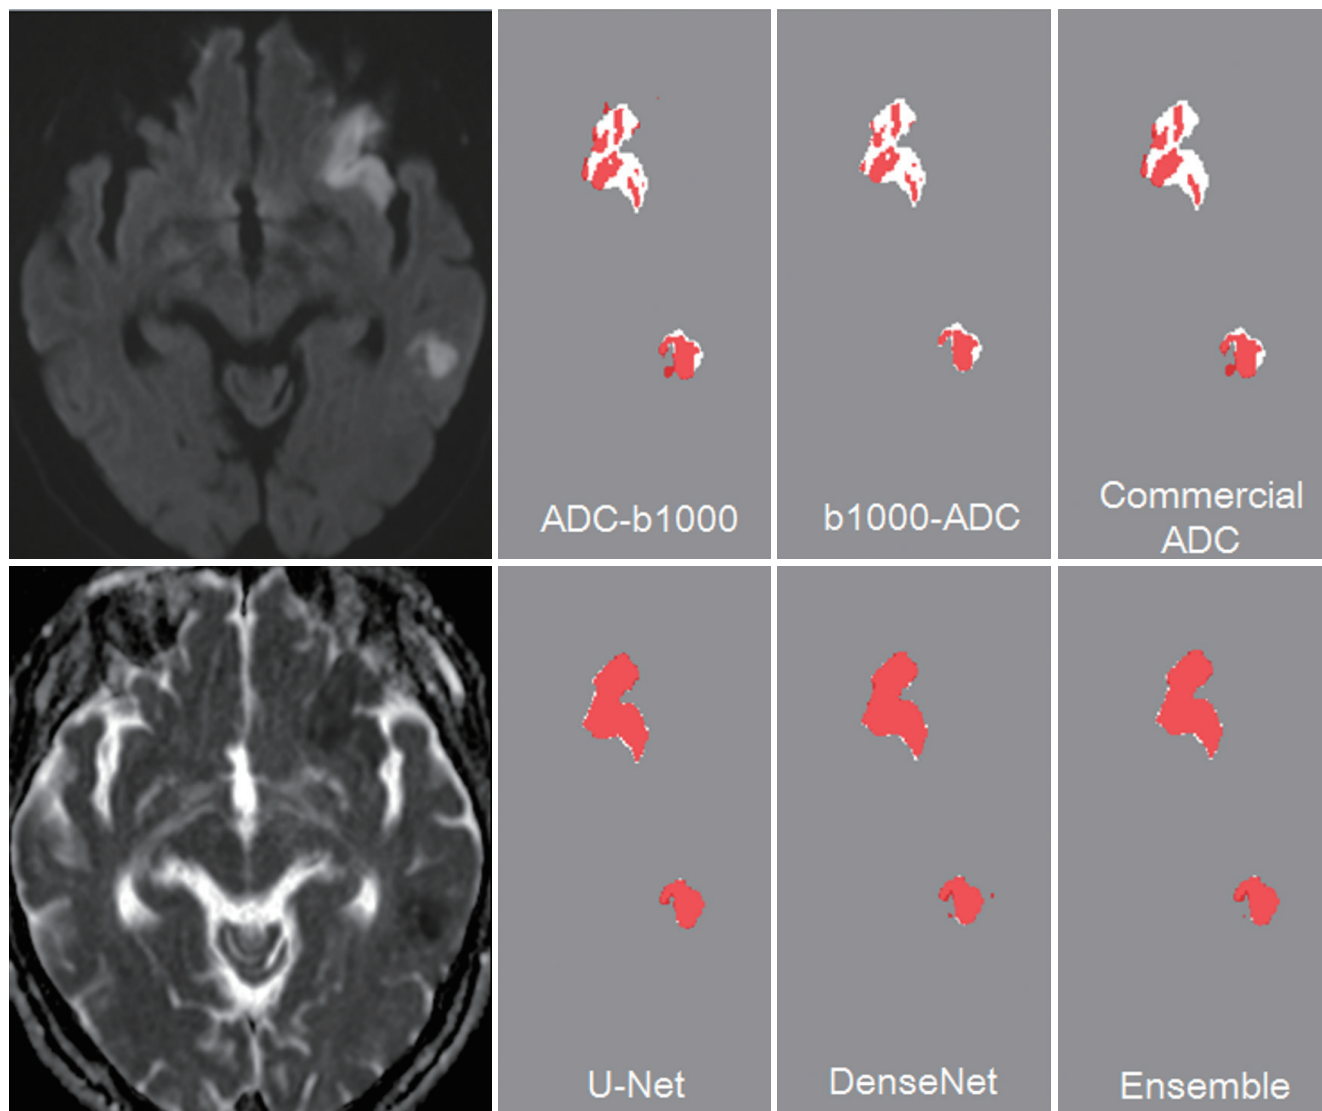 ADC-b1000
b1000-ADC
Commercial
ADC
U-Net
DenseNet
Ensemble